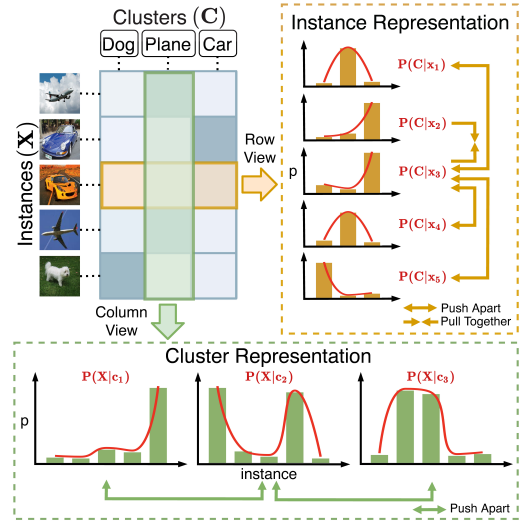 Clusters (C)
Dog
Plane
Car
Instances (X)
Row
View
Column
View
Instance Representation
p
P(C|x₁)
P(C|x₂)
P(C|x₃)
P(C|x₄)
P(C|x₅)
Push Apart
Pull Together
Cluster Representation
p
P(X|c₁)
P(X|c₂)
P(X|c₃)
instance
Push Apart